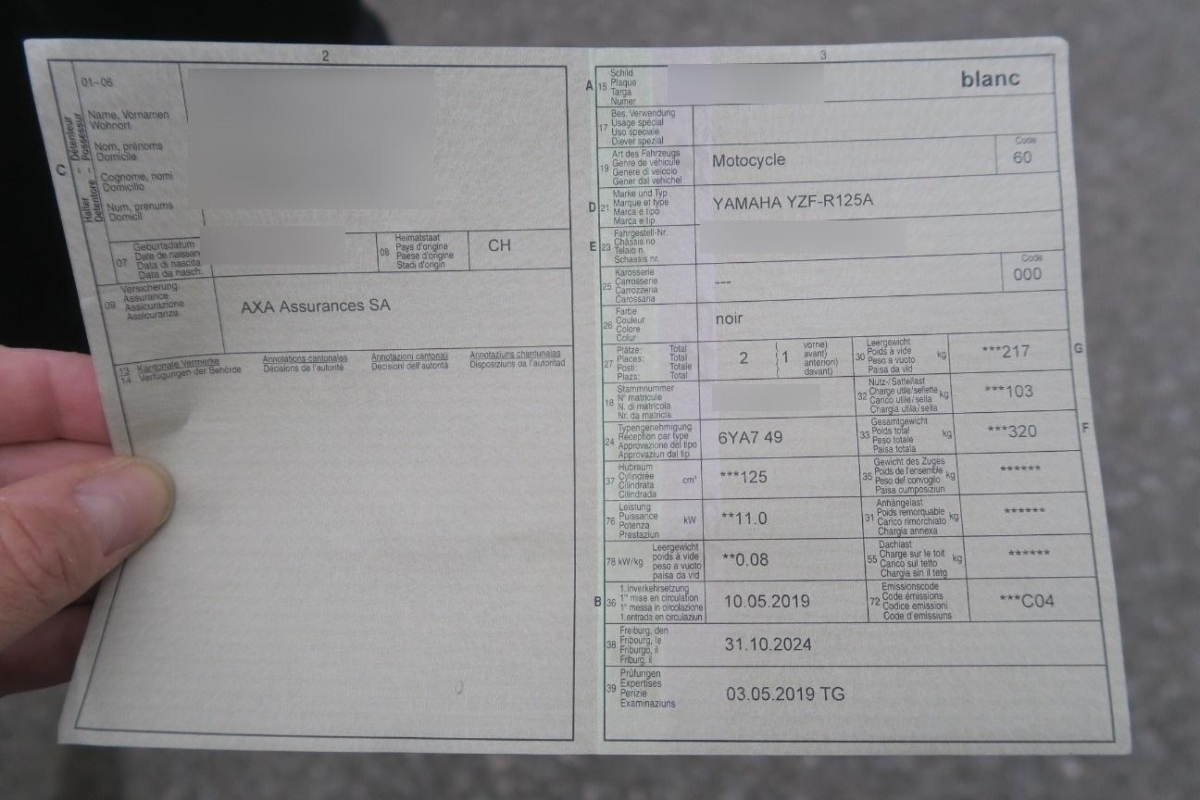 2
01–06
Name, Vornamen
Wohnort
Nom, prénoms
Domicile
Cognome, nomi
Domicilio
Num, prenums
Domicil
C
Halter - Détenteur
Detentore - Possessur
07
Geburtsdatum
Date de naissan
Data di nascita
Data da nasch.
08
Heimatstaat
Pays d'origine
Paese d'origine
Stadi d'origin
CH
09
Versicherung
Assurance
Assicurazione
Assicuranza
AXA Assurances SA
13
14
Kantonale Vermerke
Verfügungen der Behörde
Annotations cantonales
Décisions de l'autorité
Annotazioni cantonali
Decisioni dell'autorità
Annotaziuns chantunalas
Disposiziuns da l'autoritad
3
A
15
Schild
Plaque
Targa
Numer
blanc
17
Bes. Verwendung
Usage spécial
Uso speciale
Diever spezial
19
Art des Fahrzeugs
Genre de véhicule
Genere di veicolo
Gener dal vehichel
Motocycle
Code
60
D
21
Marke und Typ
Marque et type
Marca e tipo
Marca e tip
YAMAHA YZF-R125A
E
23
Fahrgestell-Nr.
Châssis no
Telaio n.
Schassis nr.
25
Karosserie
Carrosserie
Carrozzeria
Carossaria
---
Code
000
26
Farbe
Couleur
Colore
Colur
noir
27
Plätze: Total
Places: Total
Posti: Totale
Plazs: Total
2
1
vorne)
avant)
anteriori)
davant)
30
Leergewicht
Poids à vide
Peso a vuoto
Paisa da vid
kg
***217
G
18
Stammnummer
N° matricule
N. di matricola
Nr. da matricla
32
Nutz-/Sattellast
Charge utile/sellette
Carico utile/sella
Chargia utila/sella
kg
***103
24
Typengenehmigung
Réception par type
Approvazione del tipo
Approvaziun dal tip
6YA7 49
33
Gesamtgewicht
Poids total
Peso totale
Paisa totala
kg
***320
F
37
Hubraum
Cylindrée
Cilindrata
Cilindrada
cm³
***125
35
Gewicht des Zuges
Poids de l'ensemble
Peso del convoglio
Paisa cumposiziun
kg
******
76
Leistung
Puissance
Potenza
Prestaziun
kW
**11.0
31
Anhängelast
Poids remorquable
Carico rimorchiato
Chargia annexa
kg
******
78 kW/kg
Leergewicht
poids à vide
peso a vuoto
paisa da vid
**0.08
55
Dachlast
Charge sur le toit
Carico sul tetto
Chargia sin il tetg
kg
******
B
36
1. Inverkehrsetzung
1re mise en circulation
1a messa in circolazione
1. entrada en circulaziun
10.05.2019
72
Emissionscode
Code émissions
Codice emissioni
Code d'emissiuns
***C04
38
Freiburg, den
Fribourg, le
Friburgo, il
Friburg, il
31.10.2024
39
Prüfungen
Expertises
Perizie
Examinaziuns
03.05.2019 TG